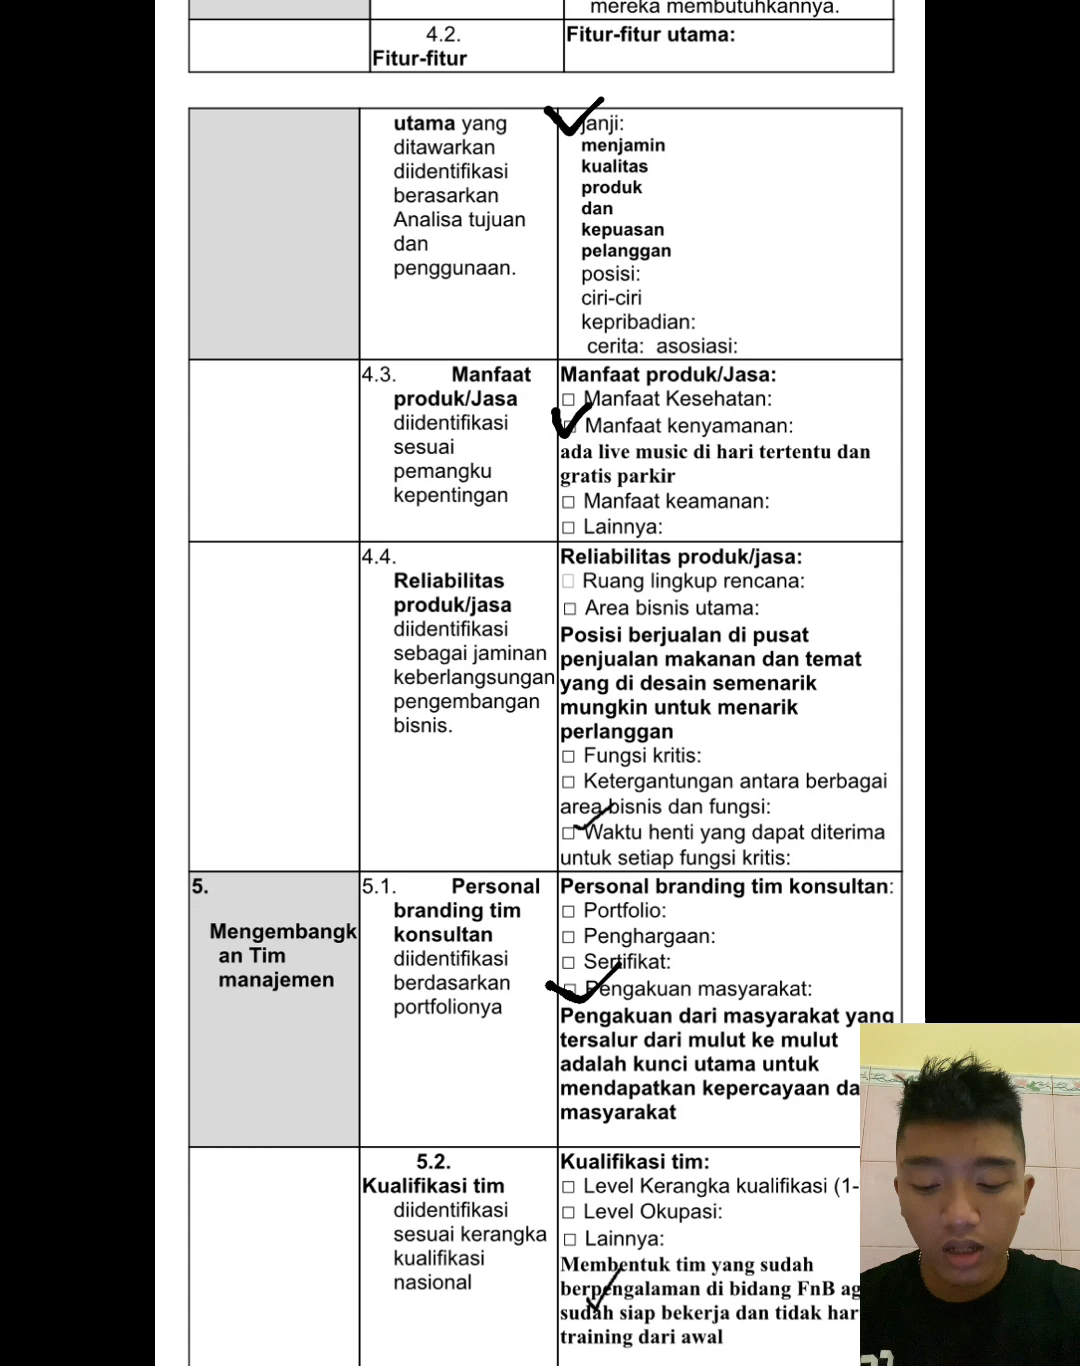 mereka membutuhkannya.
4.2.
Fitur-fitur
Fitur-fitur utama:
utama yang
ditawarkan
diidentifikasi
berasarkan
Analisa tujuan
dan
penggunaan.
janji:
menjamin
kualitas
produk
dan
kepuasan
pelanggan
posisi:
ciri-ciri
kepribadian:
cerita: asosiasi:
4.3. Manfaat
produk/Jasa
diidentifikasi
sesuai
pemangku
kepentingan
Manfaat produk/Jasa:
☐ Manfaat Kesehatan:
☐ Manfaat kenyamanan:
ada live music di hari tertentu dan
gratis parkir
☐ Manfaat keamanan:
☐ Lainnya:
4.4.
Reliabilitas
produk/jasa
diidentifikasi
sebagai jaminan
keberlangsungan
pengembangan
bisnis.
Reliabilitas produk/jasa:
☐ Ruang lingkup rencana:
☐ Area bisnis utama:
Posisi berjualan di pusat
penjualan makanan dan temat
yang di desain semenarik
mungkin untuk menarik
perlanggan
☐ Fungsi kritis:
☐ Ketergantungan antara berbagai
area bisnis dan fungsi:
☐ Waktu henti yang dapat diterima
untuk setiap fungsi kritis:
5.
Mengembangk
an Tim
manajemen
5.1. Personal
branding tim
konsultan
diidentifikasi
berdasarkan
portfolionya
Personal branding tim konsultan:
☐ Portfolio:
☐ Penghargaan:
☐ Sertifikat:
☐ Pengakuan masyarakat:
Pengakuan dari masyarakat yang
tersalur dari mulut ke mulut
adalah kunci utama untuk
mendapatkan kepercayaan da
masyarakat
5.2.
Kualifikasi tim
diidentifikasi
sesuai kerangka
kualifikasi
nasional
Kualifikasi tim:
☐ Level Kerangka kualifikasi (1-
☐ Level Okupasi:
☐ Lainnya:
Membentuk tim yang sudah
berpengalaman di bidang FnB ag
sudah siap bekerja dan tidak har
training dari awal